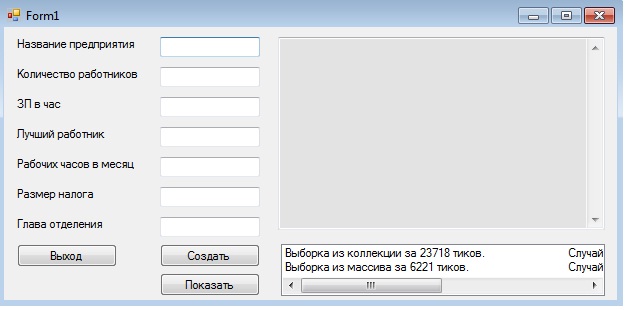 Form1
Название предприятия
Количество работников
ЗП в час
Лучший работник
Рабочих часов в месяц
Размер налога
Глава отделения
Выход
Создать
Показать
Выборка из коллекции за 23718 тиков. Случай
Выборка из массива за 6221 тиков. Случай